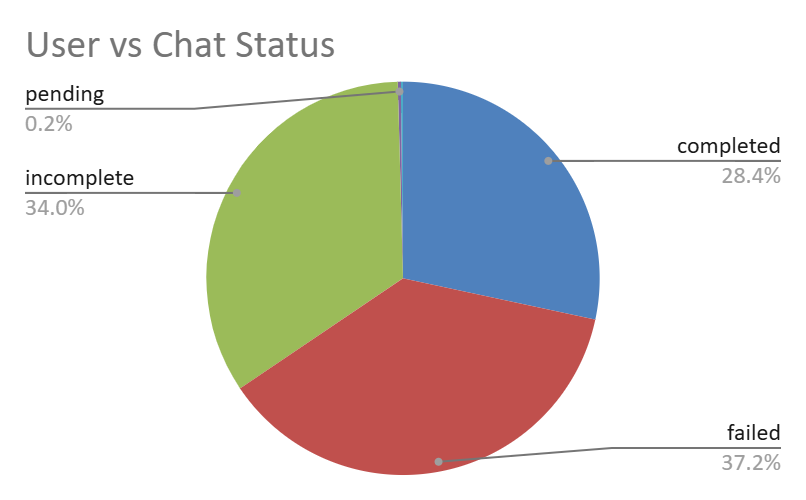 User vs Chat Status
pending
0.2%
incomplete
34.0%
completed
28.4%
failed
37.2%